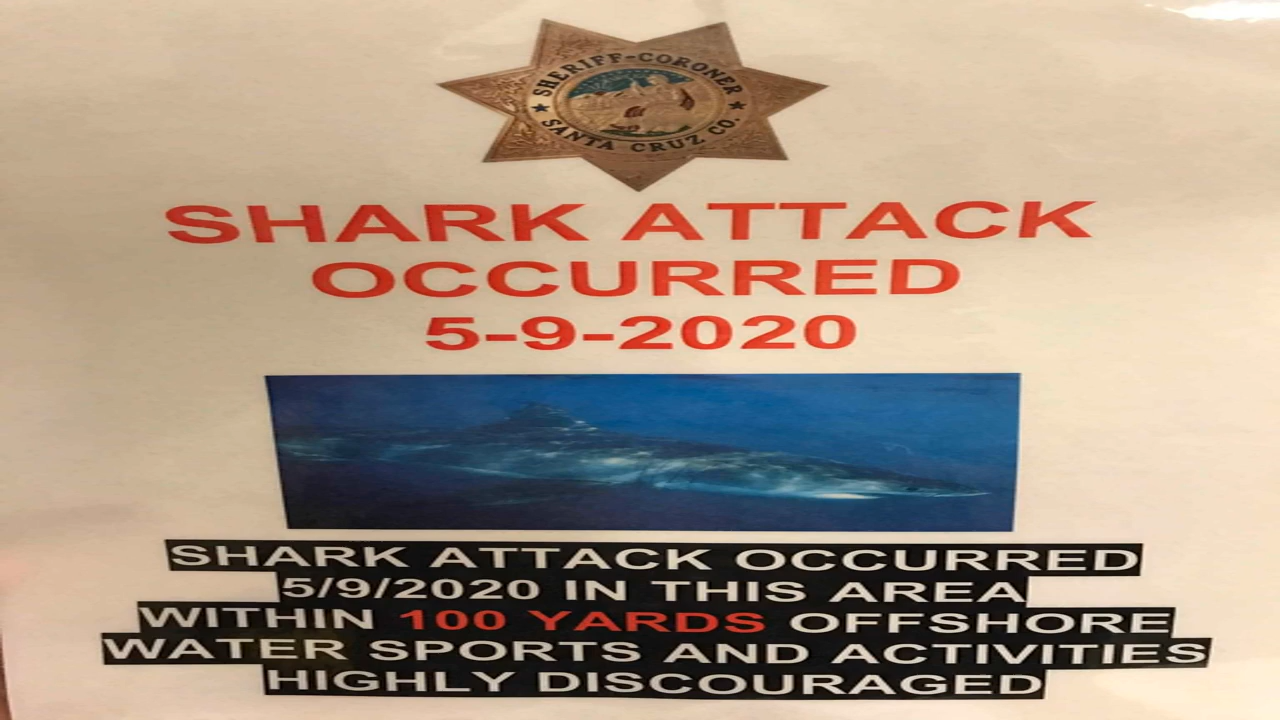 SHERIFF-CORONER
SANTA CRUZ CO.
SHARK ATTACK
OCCURRED
5-9-2020
SHARK ATTACK OCCURRED
5/9/2020 IN THIS AREA
WITHIN 100 YARDS OFFSHORE
WATER SPORTS AND ACTIVITIES
HIGHLY DISCOURAGED